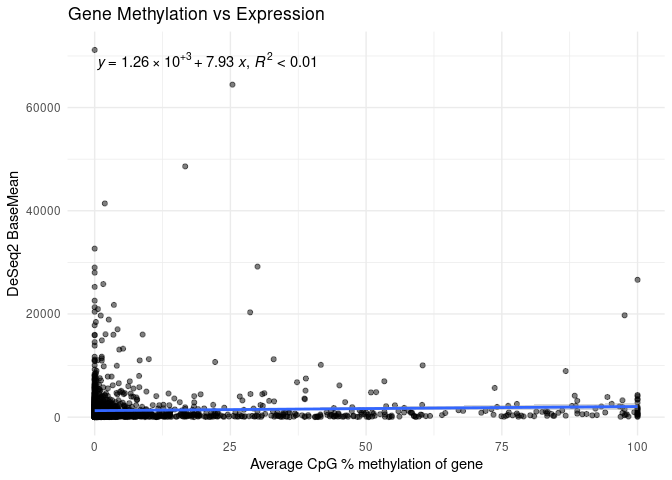 Gene Methylation vs Expression
y = 1.26 × 10⁺³ + 7.93 x, R² < 0.01
60000
40000
20000
0
DeSeq2 BaseMean
0 25 50 75 100
Average CpG % methylation of gene